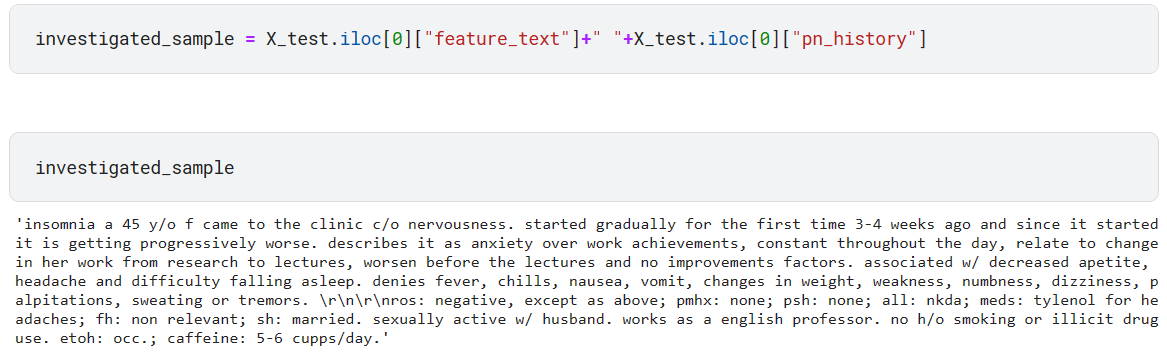 investigated_sample = X_test.iloc[0]["feature_text"]+" "+X_test.iloc[0]["pn_history"]
investigated_sample
'insomnia a 45 y/o f came to the clinic c/o nervousness. started gradually for the first time 3-4 weeks ago and since it started
it is getting progressively worse. describes it as anxiety over work achievements, constant throughout the day, relate to change
in her work from research to lectures, worsen before the lectures and no improvements factors. associated w/ decreased apetite,
headache and difficulty falling asleep. denies fever, chills, nausea, vomit, changes in weight, weakness, numbness, dizziness, p
alpitations, sweating or tremors. \r\n\r\nros: negative, except as above; pmhx: none; psh: none; all: nkda; meds: tylenol for he
adaches; fh: non relevant; sh: married. sexually active w/ husband. works as a english professor. no h/o smoking or illicit drug
use. etoh: occ.; caffeine: 5-6 cupps/day.'